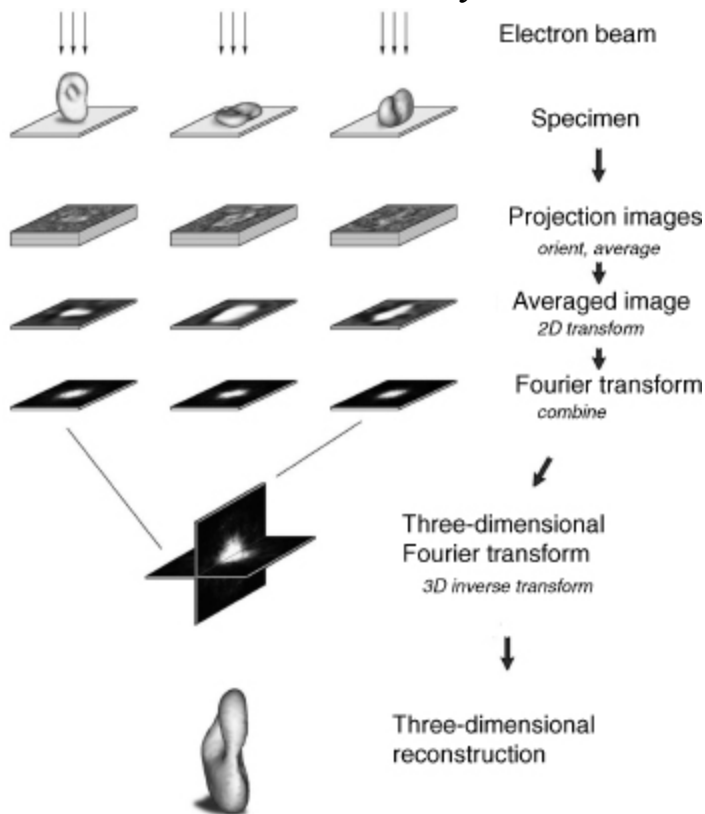 Electron beam
Specimen
Projection images
orient, average
Averaged image
2D transform
Fourier transform
combine
Three-dimensional
Fourier transform
3D inverse transform
Three-dimensional
reconstruction